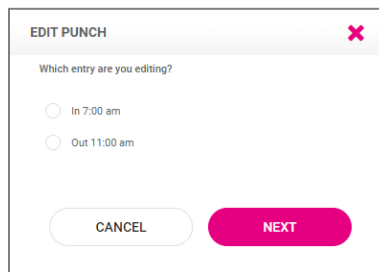 EDIT PUNCH
Which entry are you editing?
In 7:00 am
Out 11:00 am
CANCEL
NEXT